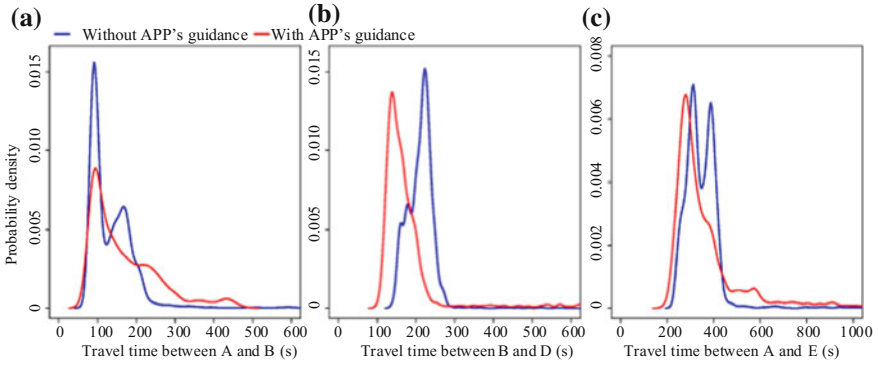 (a)
Without APP's guidance
With APP's guidance
Probability density
0.015
0.010
0.005
0
0 100 200 300 400 500 600
Travel time between A and B (s)
(b)
0.015
0.010
0.005
0
0 100 200 300 400 500 600
Travel time between B and D (s)
(c)
0.008
0.006
0.004
0.002
0
0 200 400 600 800 1000
Travel time between A and E (s)